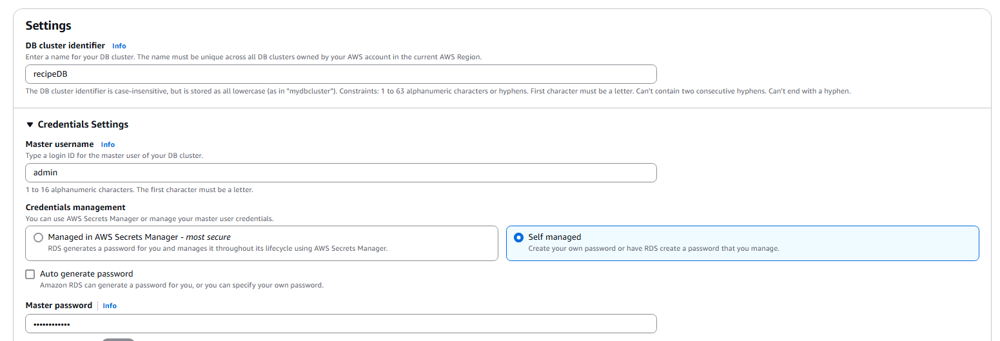 Settings
DB cluster identifier Info
Enter a name for your DB cluster. The name must be unique across all DB clusters owned by your AWS account in the current AWS Region.
recipeDB
The DB cluster identifier is case-insensitive, but is stored as all lowercase (as in "mydbcluster"). Constraints: 1 to 63 alphanumeric characters or hyphens. First character must be a letter. Can't contain two consecutive hyphens. Can't end with a hyphen.
▼ Credentials Settings
Master username Info
Type a login ID for the master user of your DB cluster.
admin
1 to 16 alphanumeric characters. The first character must be a letter.
Credentials management
You can use AWS Secrets Manager or manage your master user credentials.
Managed in AWS Secrets Manager - most secure
RDS generates a password for you and manages it throughout its lifecycle using AWS Secrets Manager.
Self managed
Create your own password or have RDS create a password that you manage.
Auto generate password
Amazon RDS can generate a password for you, or you can specify your own password.
Master password | Info
••••••••••••